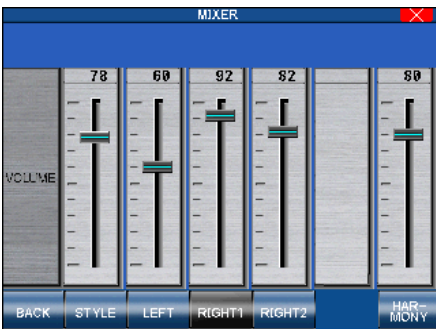 MIXER
78 60 92 82 80
VOLUME
BACK STYLE LEFT RIGHT1 RIGHT2 HAR-
MONY